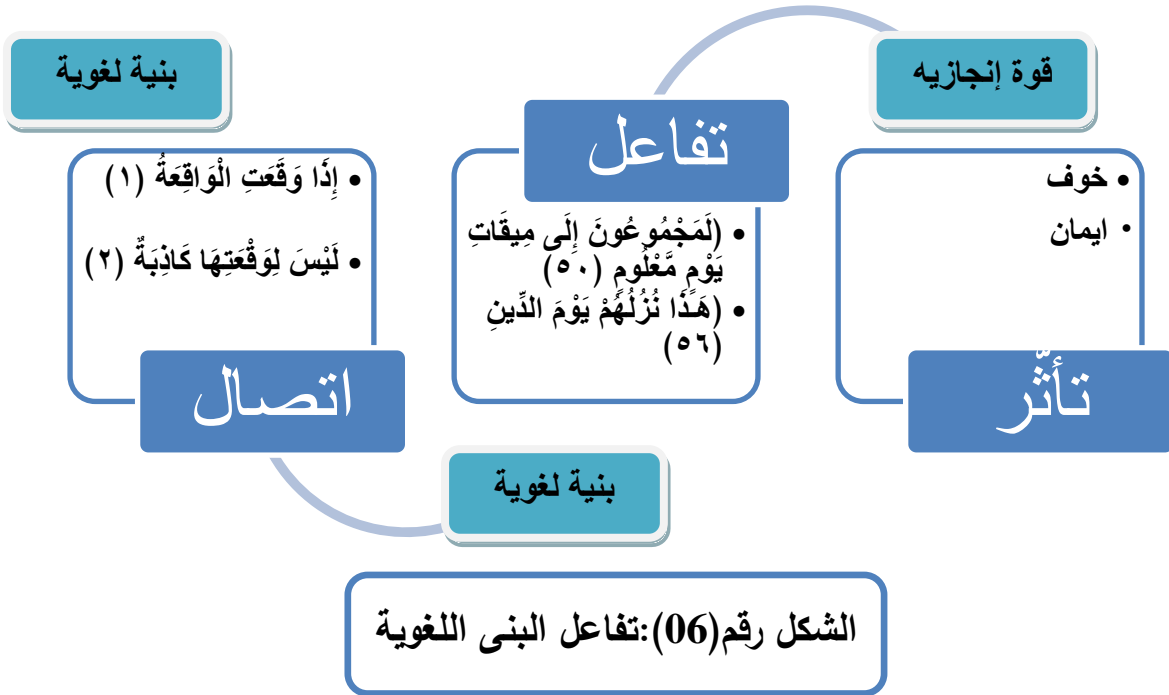 قوة إنجازيه
بنية لغوية
تفاعل
• خوف
• ايمان
تأثّر
• (لَمَجْمُوعُونَ إِلَى مِيقَاتِ
يَوْمٍ مَّعْلُومٍ (٥٠)
• (هَـذَا نُزُلُهُمْ يَوْمَ الدِّينِ
(٥٦)
• إِذَا وَقَعَتِ الْوَاقِعَةُ (١)
• لَيْسَ لِوَقْعَتِهَا كَاذِبَةٌ (٢)
اتصال
بنية لغوية
الشكل رقم(06):تفاعل البنى اللغوية